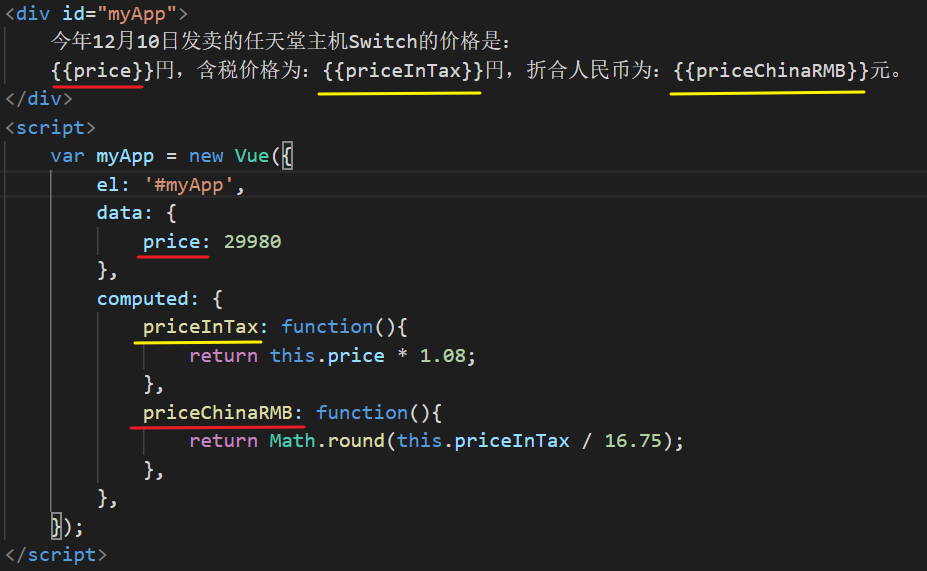 <div id="myApp">
今年12月10日发卖的任天堂主机Switch的价格是：
{{price}}円，含税价格为：{{priceInTax}}円，折合人民币为：{{priceChinaRMB}}元。
</div>
<script>
var myApp = new Vue({
el: '#myApp',
data: {
price: 29980
},
computed: {
priceInTax: function(){
return this.price * 1.08;
},
priceChinaRMB: function(){
return Math.round(this.priceInTax / 16.75);
},
},
});
</script>